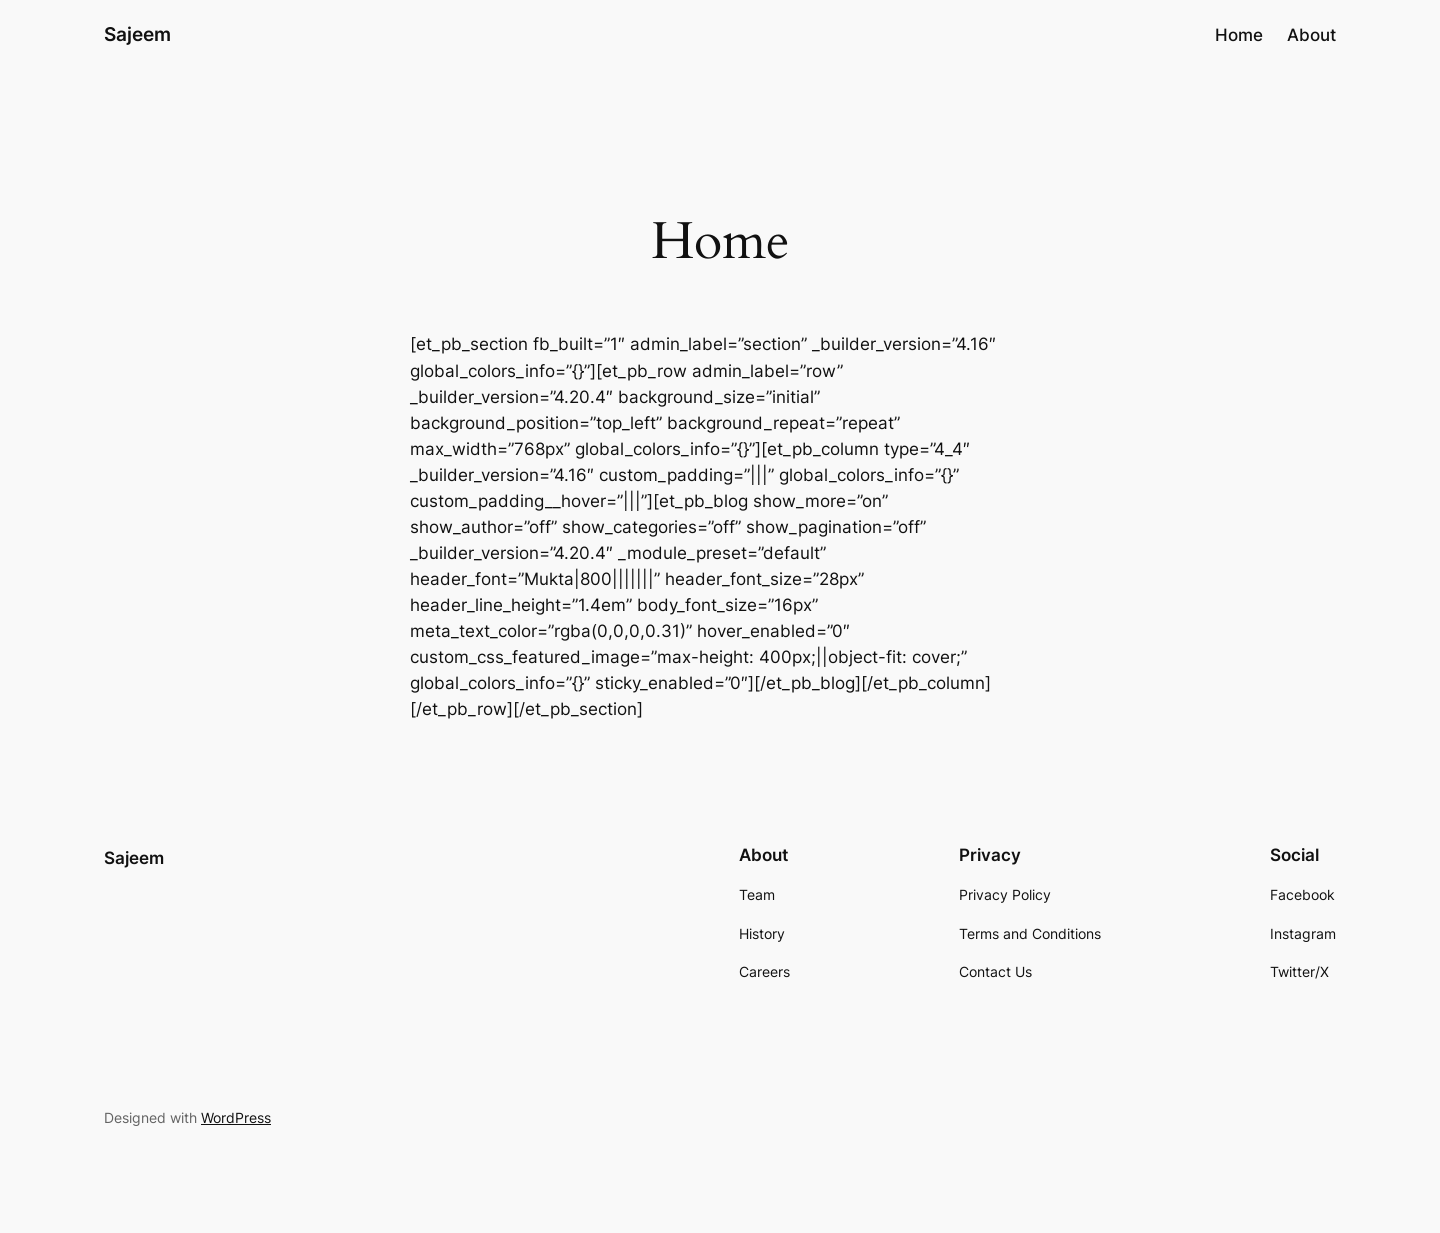 Sajeem
Home
About
Home
[et_pb_section fb_built=”1″ admin_label=”section” _builder_version=”4.16″
global_colors_info=”{}”][et_pb_row admin_label=”row”
_builder_version=”4.20.4″ background_size=”initial”
background_position=”top_left” background_repeat=”repeat”
max_width=”768px” global_colors_info=”{}”][et_pb_column type=”4_4″
_builder_version=”4.16″ custom_padding=”|||” global_colors_info=”{}”
custom_padding__hover=”|||”][et_pb_blog show_more=”on”
show_author=”off” show_categories=”off” show_pagination=”off”
_builder_version=”4.20.4″ _module_preset=”default”
header_font=”Mukta|800|||||||” header_font_size=”28px”
header_line_height=”1.4em” body_font_size=”16px”
meta_text_color=”rgba(0,0,0,0.31)” hover_enabled=”0″
custom_css_featured_image=”max-height: 400px;||object-fit: cover;”
global_colors_info=”{}” sticky_enabled=”0″][/et_pb_blog][/et_pb_column]
[/et_pb_row][/et_pb_section]
Sajeem
About
Team
History
Careers
Privacy
Privacy Policy
Terms and Conditions
Contact Us
Social
Facebook
Instagram
Twitter/X
Designed with WordPress